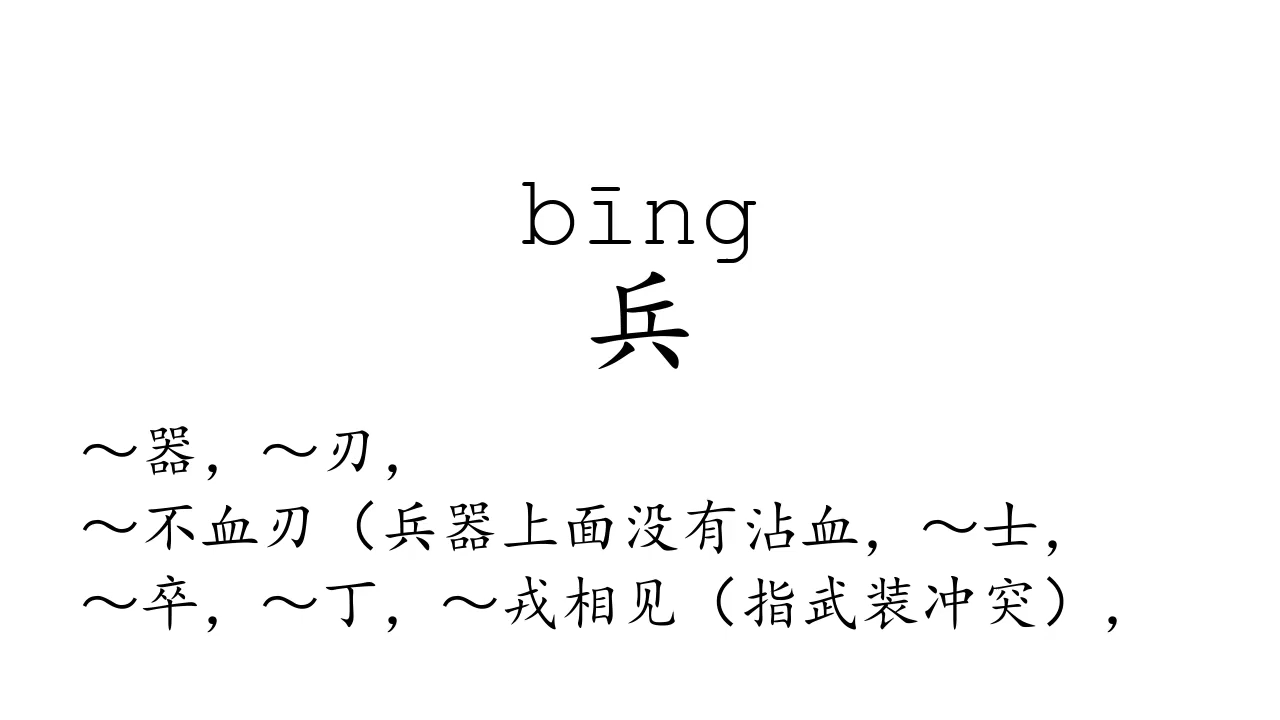 bīng
兵
～器，～刃，
～不血刃（兵器上面没有沾血，～士，
～卒，～丁，～戎相见（指武装冲突），